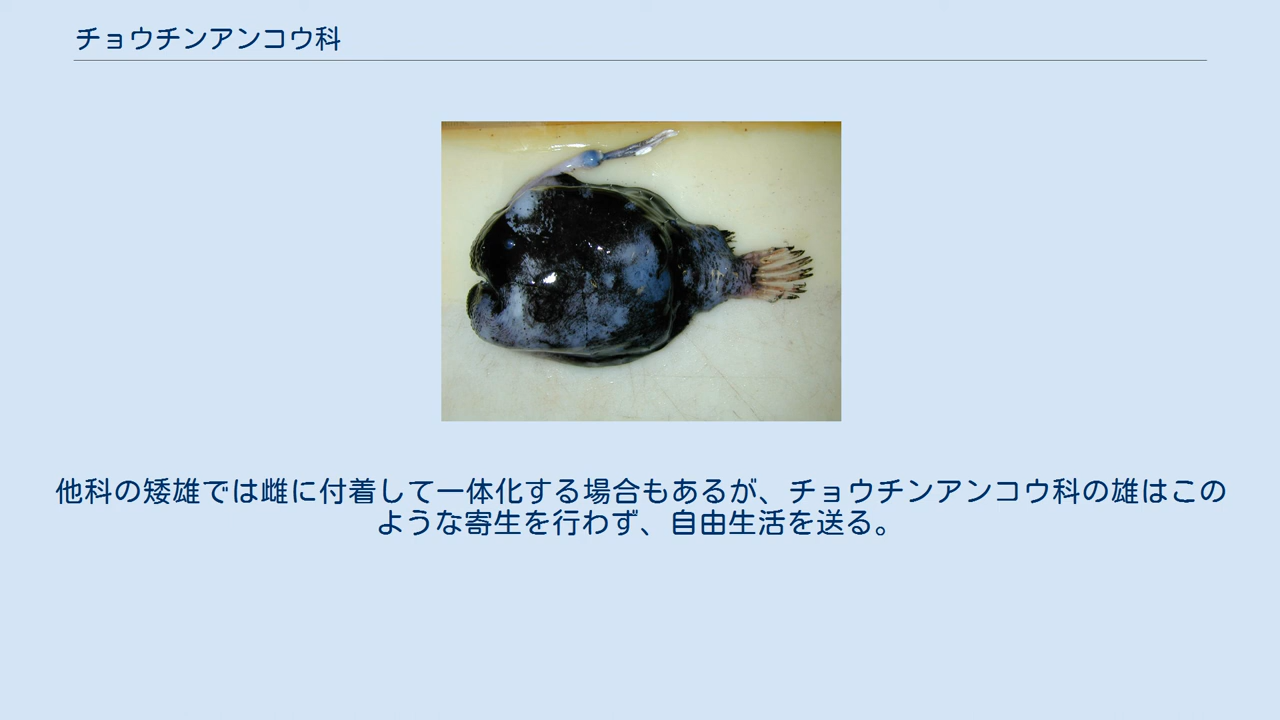 チョウチンアンコウ科
他科の矮雄では雌に付着して一体化する場合もあるが、チョウチンアンコウ科の雄はこの
ような寄生を行わず、自由生活を送る。